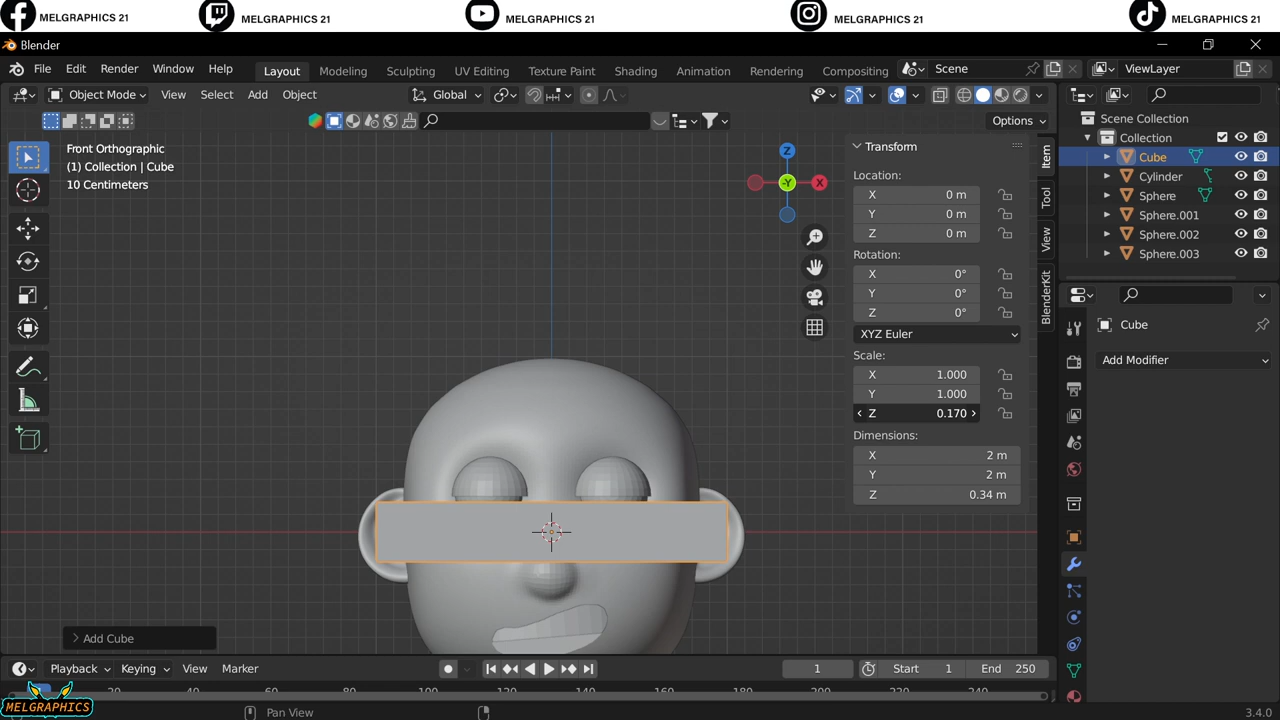 MELGRAPHICS 21 MELGRAPHICS 21 MELGRAPHICS 21 MELGRAPHICS 21 MELGRAPHICS 21
Blender
File Edit Render Window Help Layout Modeling Sculpting UV Editing Texture Paint Shading Animation Rendering Compositing Scene ViewLayer
Object Mode View Select Add Object Global
Options
Front Orthographic
(1) Collection | Cube
10 Centimeters
Z
-Y
X
Transform
Location:
X 0 m
Y 0 m
Z 0 m
Rotation:
X 0°
Y 0°
Z 0°
XYZ Euler
Scale:
X 1.000
Y 1.000
Z 0.170
Dimensions:
X 2 m
Y 2 m
Z 0.34 m
Item
Tool
View
BlenderKit
Scene Collection
Collection
Cube
Cylinder
Sphere
Sphere.001
Sphere.002
Sphere.003
Cube
Add Modifier
Add Cube
Playback Keying View Marker 1 Start 1 End 250
20 40 60 80 100 120 140 160 180 200 220 240
MELGRAPHICS
Pan View
3.4.0